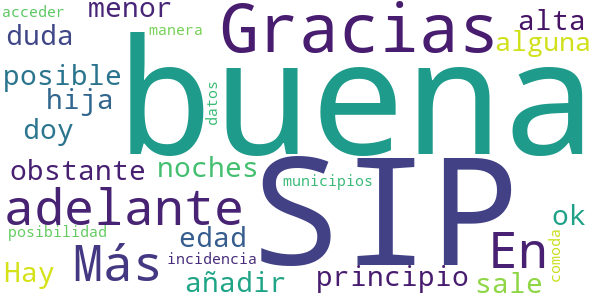 acceder
menor
Gracias
alta
duda
manera
alguna
posible
buena
hija
datos
doy
obstante
noches
SIP
municipios
adelante
ok
posibilidad
edad
En
Más
incidencia
comoda
Hay
añadir
principio
sale